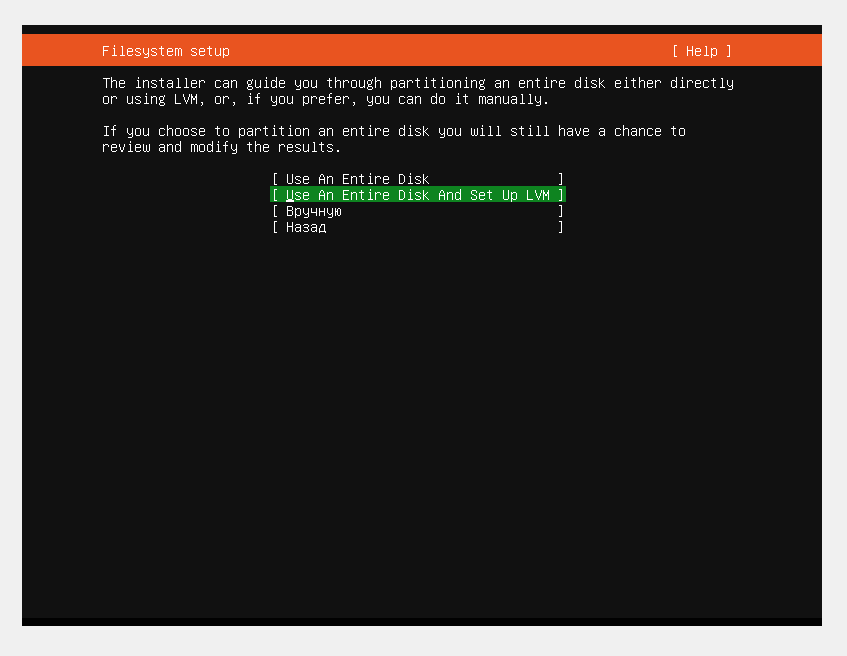 Filesystem setup [ Help ]
The installer can guide you through partitioning an entire disk either directly
or using LVM, or, if you prefer, you can do it manually.
If you choose to partition an entire disk you will still have a chance to
review and modify the results.
[ Use An Entire Disk ]
[ Use An Entire Disk And Set Up LVM ]
[ Вручную ]
[ Назад ]